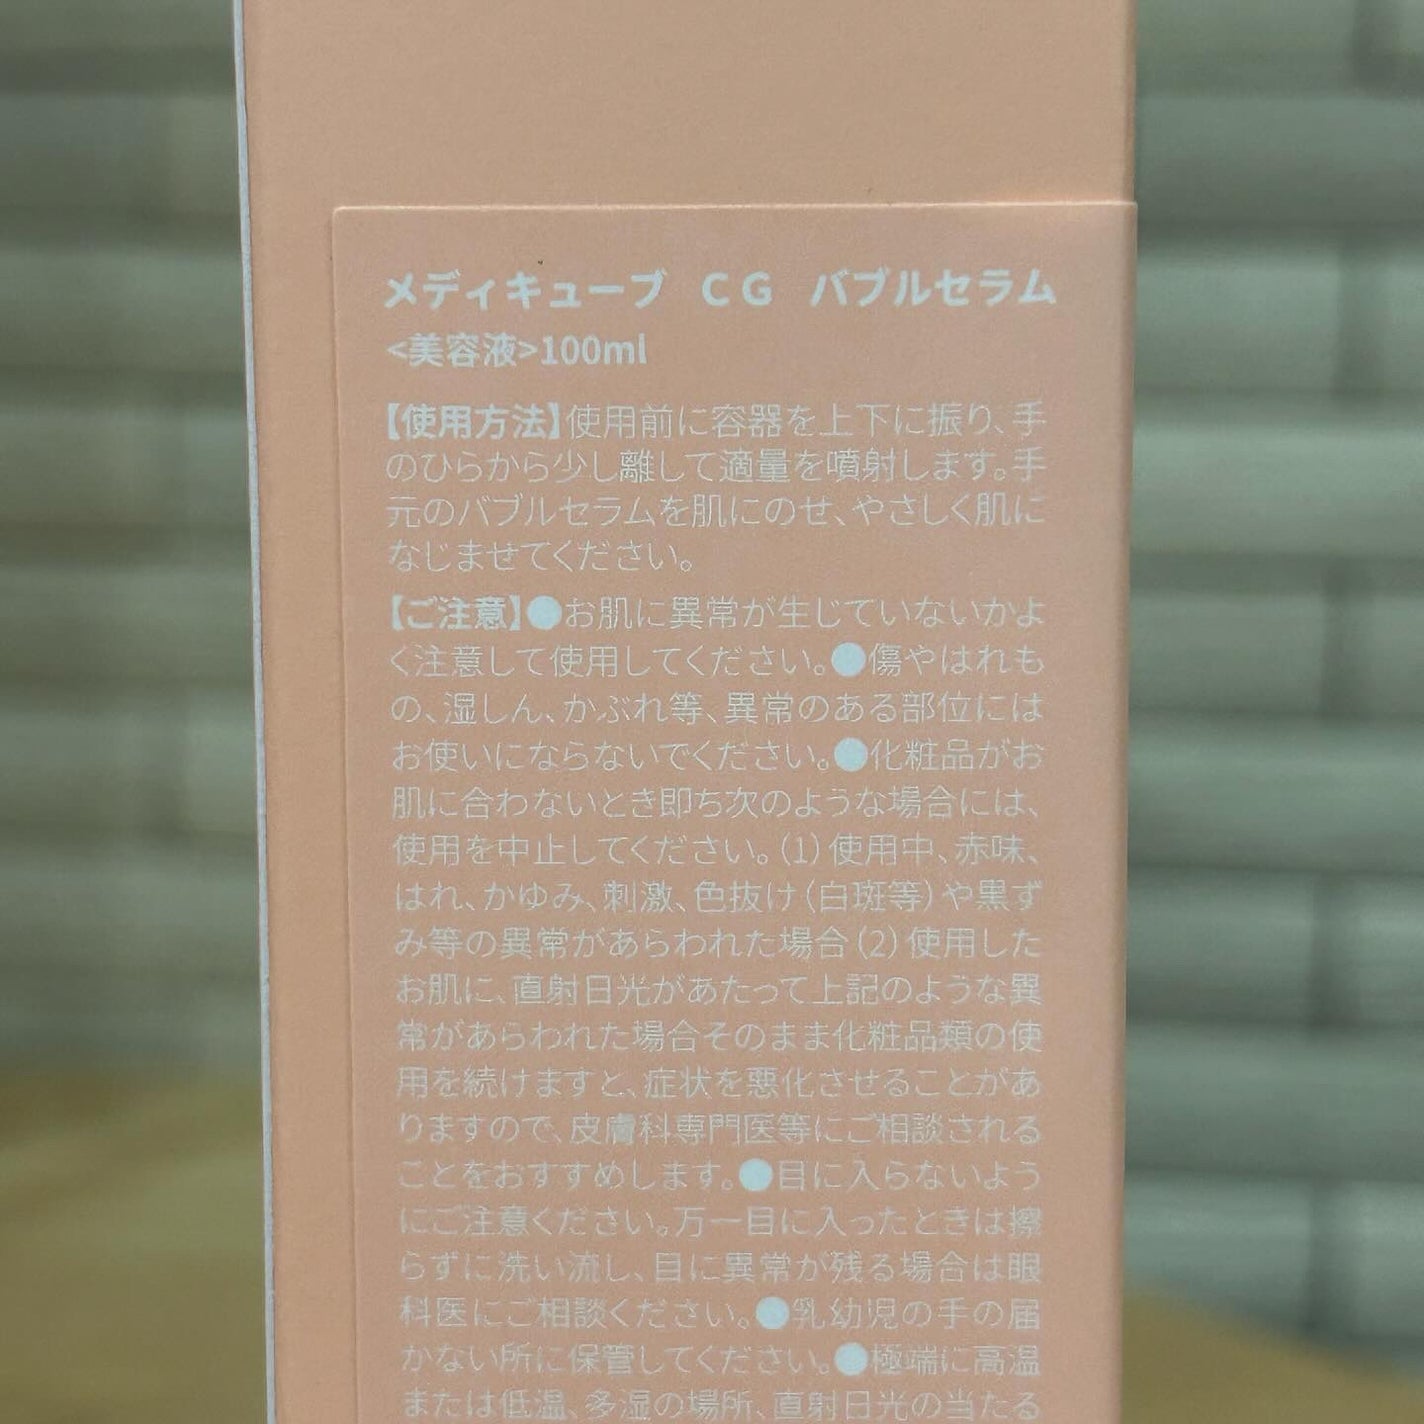 メディキューブ　ＣＧ　バブルセラム
<美容液>100ml
【使用方法】使用前に容器を上下に振り、手
のひらから少し離して適量を噴射します。手
元のバブルセラムを肌にのせ、やさしく肌に
なじませてください。
【ご注意】●お肌に異常が生じていないかよ
く注意して使用してください。●傷やはれも
の、湿しん、かぶれ等、異常のある部位には
お使いにならないでください。●化粧品がお
肌に合わないとき即ち次のような場合には、
使用を中止してください。（1）使用中、赤味、
はれ、かゆみ、刺激、色抜け（白斑等）や黒ず
み等の異常があらわれた場合（2）使用した
お肌に、直射日光があたって上記のような異
常があらわれた場合そのまま化粧品類の使
用を続けますと、症状を悪化させることがあ
りますので、皮膚科専門医等にご相談される
ことをおすすめします。●目に入らないよう
にご注意ください。万一目に入ったときは擦
らずに洗い流し、目に異常が残る場合は眼
科医にご相談ください。●乳幼児の手の届
かない所に保管してください。●極端に高温
または低温、多湿の場所、直射日光の当たる